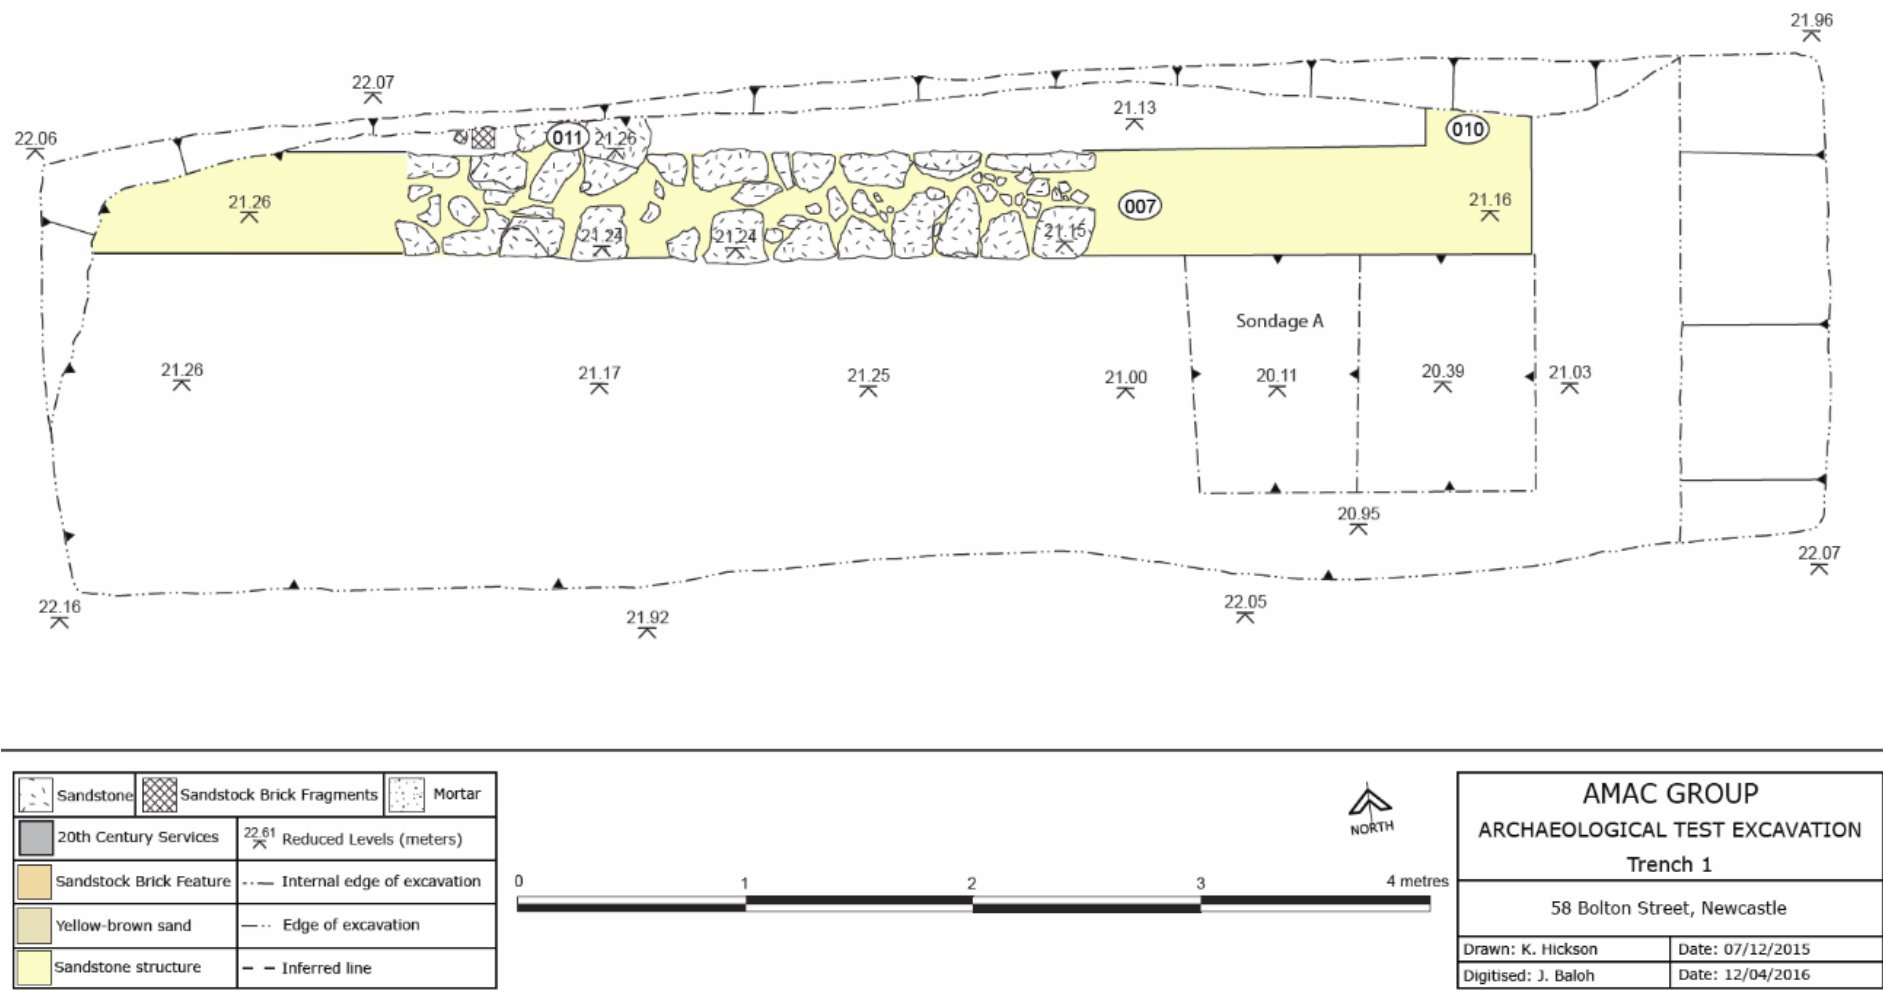 21.96
22.07
21.13
22.06
011
21.26
010
21.26
007
21.16
21.24
21.24
21.15
Sondage A
21.26
21.17
21.25
21.00
20.11
20.39
21.03
20.95
22.07
22.16
21.92
22.05
Sandstone
Sandstock Brick Fragments
Mortar
20th Century Services
22.61
Reduced Levels (meters)
Sandstock Brick Feature
Internal edge of excavation
Yellow-brown sand
Edge of excavation
Sandstone structure
Inferred line
0 1 2 3 4 metres
NORTH
AMAC GROUP
ARCHAEOLOGICAL TEST EXCAVATION
Trench 1
58 Bolton Street, Newcastle
Drawn: K. Hickson
Date: 07/12/2015
Digitised: J. Baloh
Date: 12/04/2016